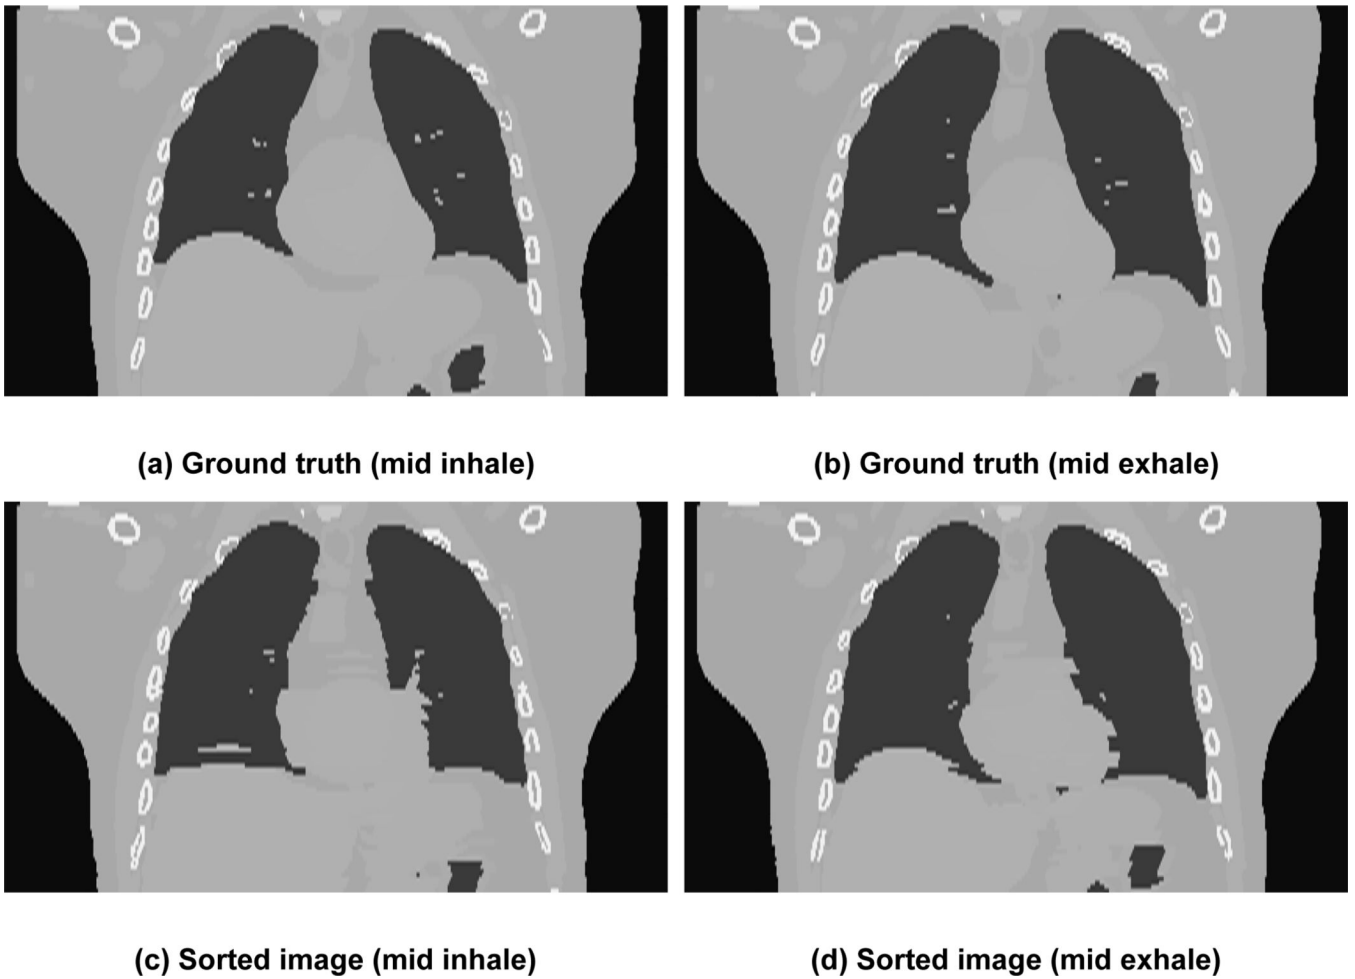 (a) Ground truth (mid inhale)
(b) Ground truth (mid exhale)
(c) Sorted image (mid inhale)
(d) Sorted image (mid exhale)